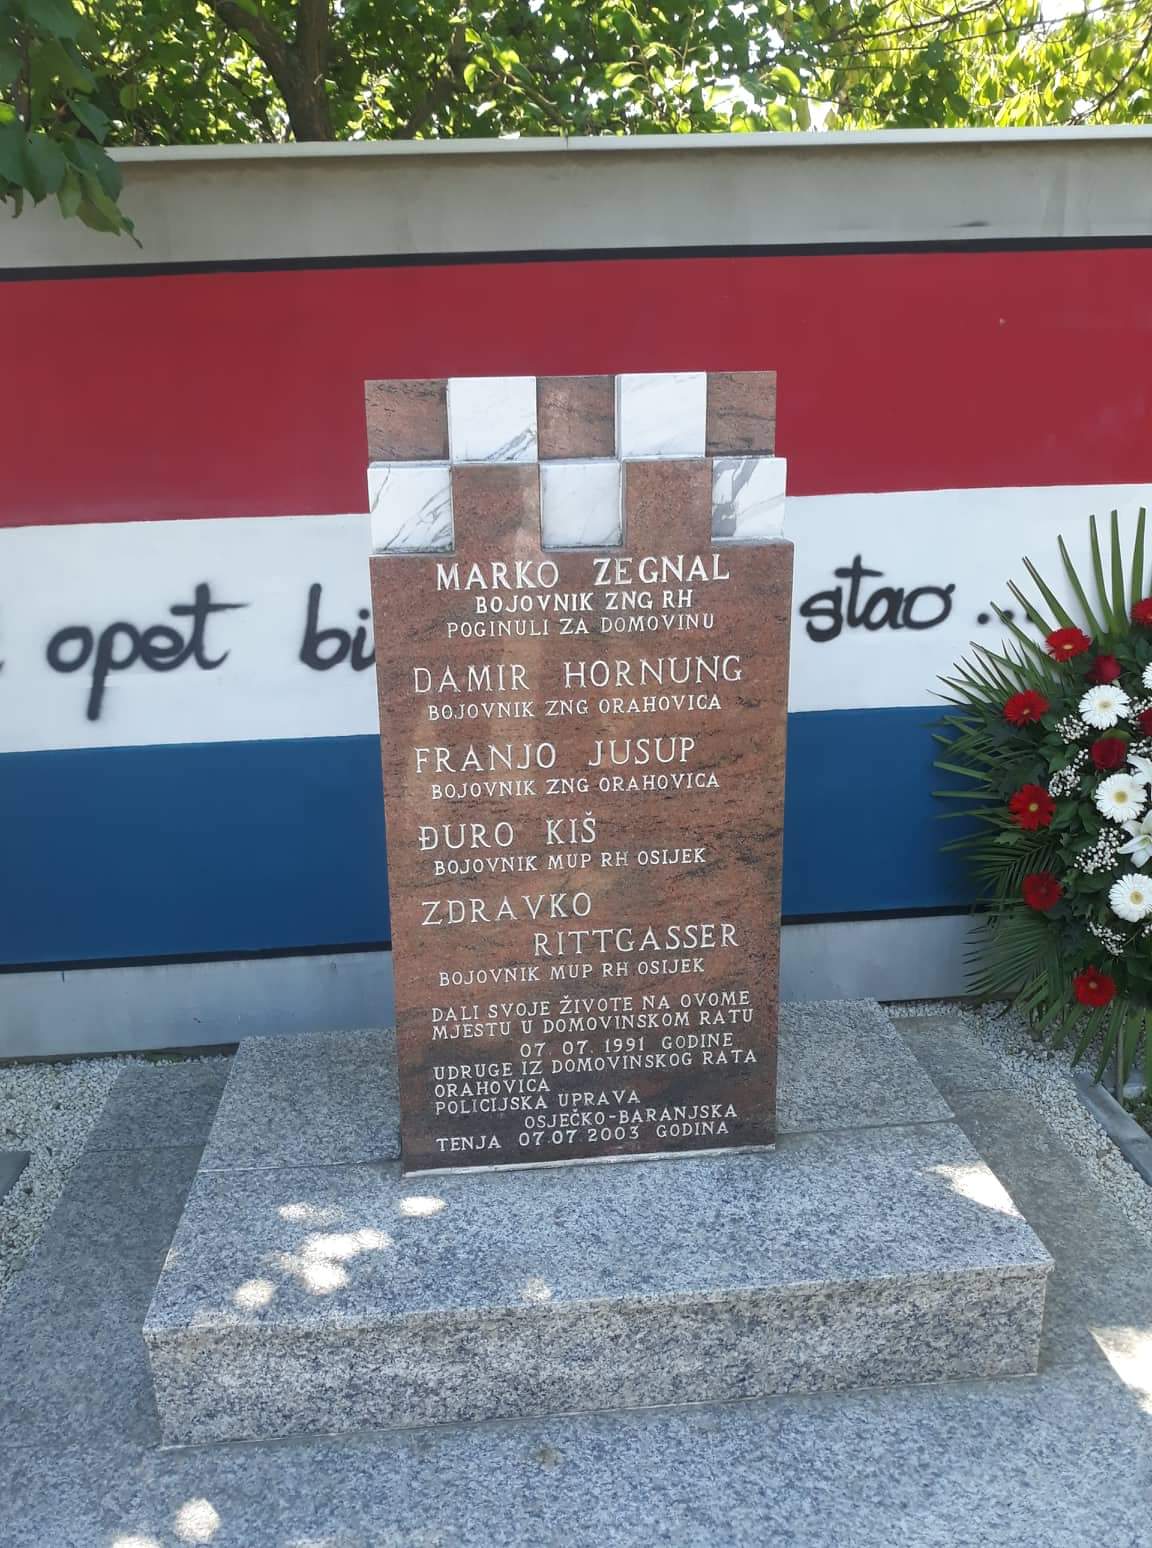 opet
stao...
MARKO ZEGNAL
BOJOVNIK ZNG RH
POGINULI ZA DOMOVINU
DAMIR HORNUNG
BOJOVNIK ZNG ORAHOVICA
FRANJO JUSUP
BOJOVNIK ZNG ORAHOVICA
ĐURO KIŠ
BOJOVNIK MUP RH OSIJEK
ZDRAVKO
RITTGASSER
BOJOVNIK MUP RH OSIJEK
DALI SVOJE ŽIVOTE NA OVOME
MJESTU U DOMOVINSKOM RATU
07 07. 1991 GODINE
UDRUGE IZ DOMOVINSKOG RATA
ORAHOVICA
POLICIJSKA UPRAVA
OSJEČKO-BARANJSKA
TENJA 07.07.2003 GODINA